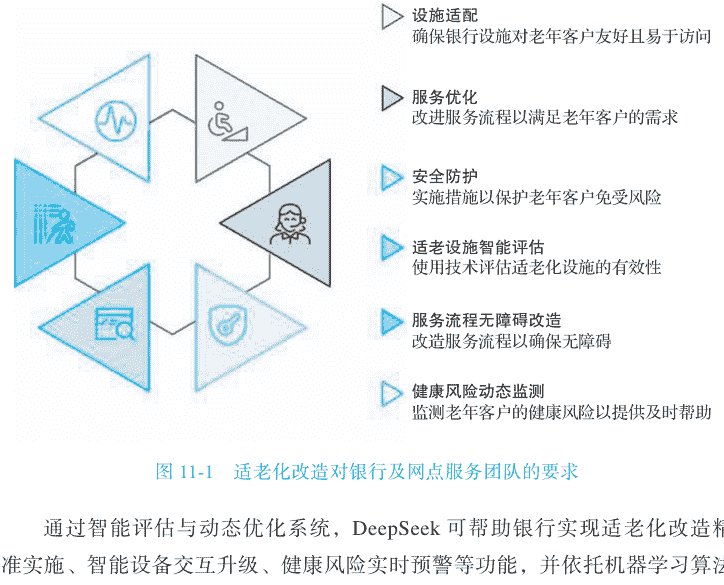 设施适配
确保银行设施对老年客户友好且易于访问
服务优化
改进服务流程以满足老年客户的需求
安全防护
实施措施以保护老年客户免受风险
适老设施智能评估
使用技术评估适老化设施的有效性
服务流程无障碍改造
改造服务流程以确保无障碍
健康风险动态监测
监测老年客户的健康风险以提供及时帮助
图 11-1 适老化改造对银行及网点服务团队的要求
通过智能评估与动态优化系统，DeepSeek 可帮助银行实现适老化改造精
准实施、智能设备交互升级、健康风险实时预警等功能，并依托机器学习算法